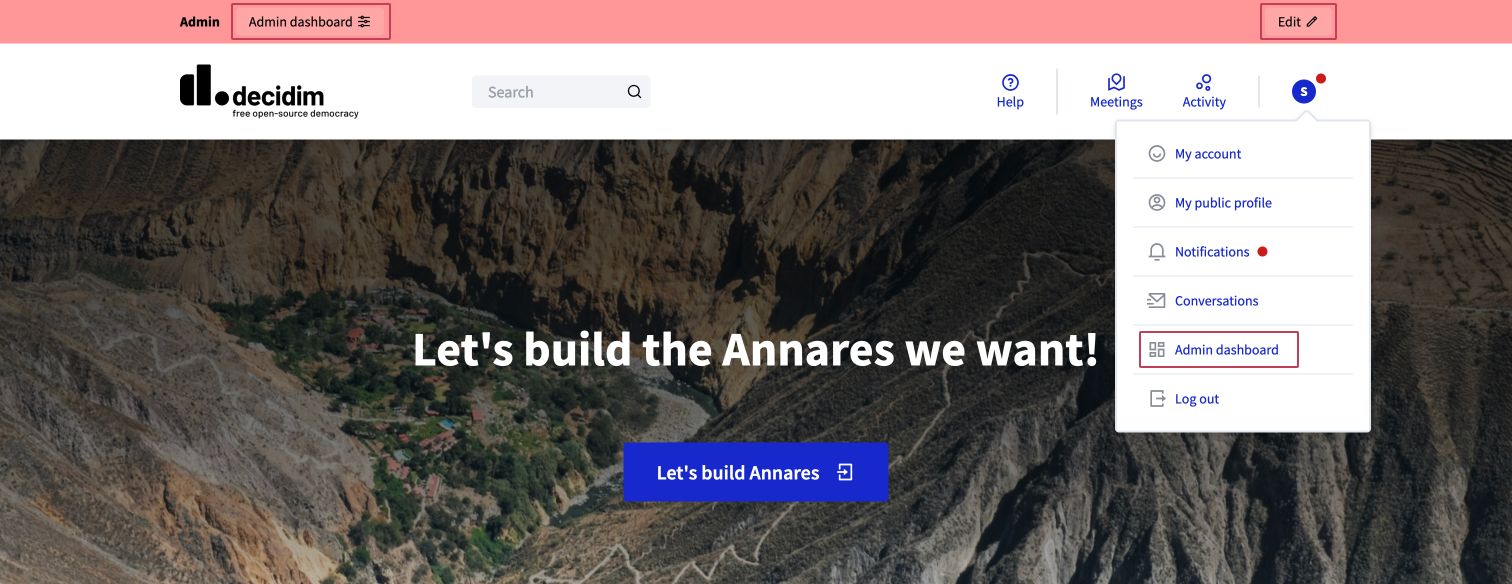 Admin Admin dashboard Edit
decidim
free open-source democracy
Search
Help
Meetings
Activity
S
My account
My public profile
Notifications
Conversations
Admin dashboard
Log out
Let's build the Annares we want!
Let's build Annares